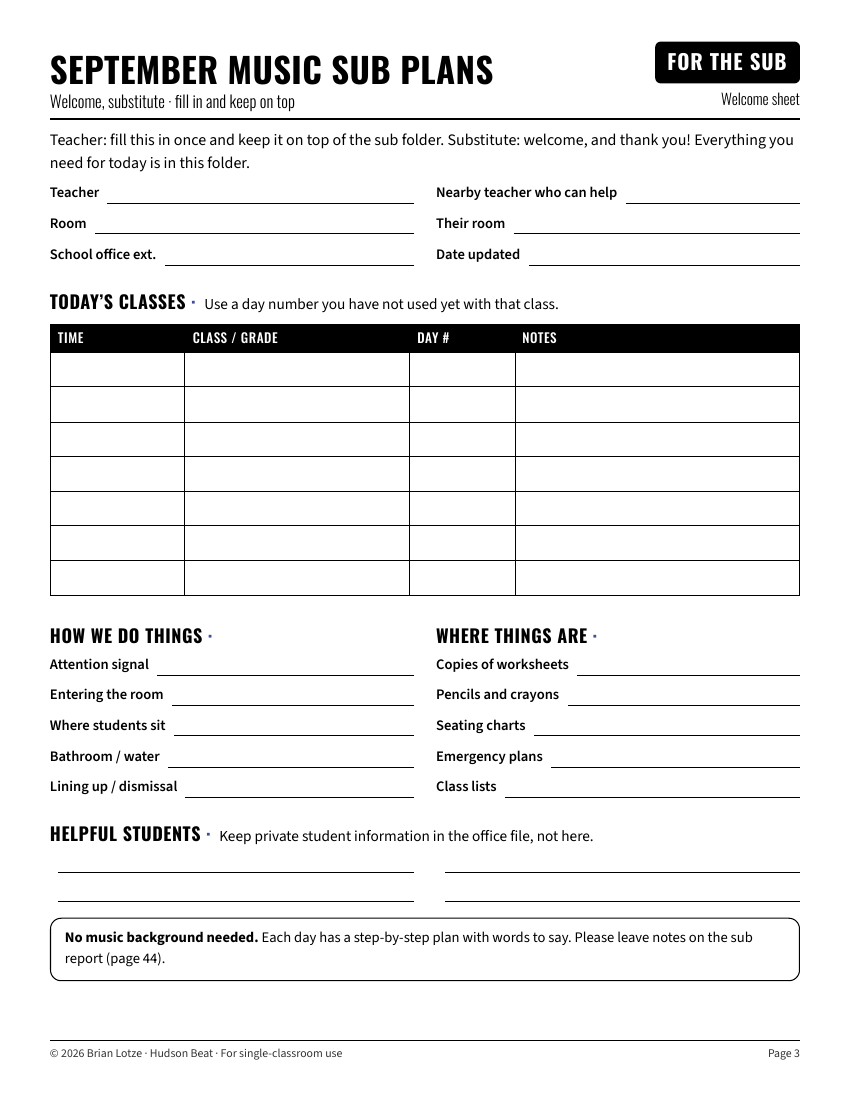 SEPTEMBER MUSIC SUB PLANS
FOR THE SUB
Welcome, substitute · fill in and keep on top
Welcome sheet
Teacher: fill this in once and keep it on top of the sub folder. Substitute: welcome, and thank you! Everything you
need for today is in this folder.
Teacher
Nearby teacher who can help
Room
Their room
School office ext.
Date updated
TODAY’S CLASSES · Use a day number you have not used yet with that class.
TIME CLASS / GRADE DAY # NOTES
HOW WE DO THINGS ·
Attention signal
Entering the room
Where students sit
Bathroom / water
Lining up / dismissal
WHERE THINGS ARE ·
Copies of worksheets
Pencils and crayons
Seating charts
Emergency plans
Class lists
HELPFUL STUDENTS · Keep private student information in the office file, not here.
No music background needed. Each day has a step-by-step plan with words to say. Please leave notes on the sub
report (page 44).
© 2026 Brian Lotze · Hudson Beat · For single-classroom use
Page 3